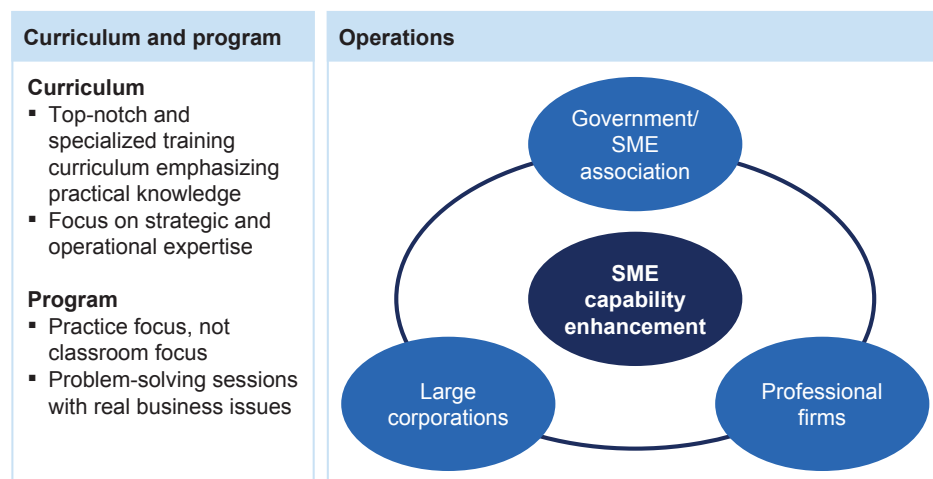 Curriculum and program
Curriculum
▪ Top-notch and
specialized training
curriculum emphasizing
practical knowledge
▪ Focus on strategic and
operational expertise
Program
▪ Practice focus, not
classroom focus
▪ Problem-solving sessions
with real business issues
Operations
Government/
SME
association
SME
capability
enhancement
Large
corporations
Professional
firms